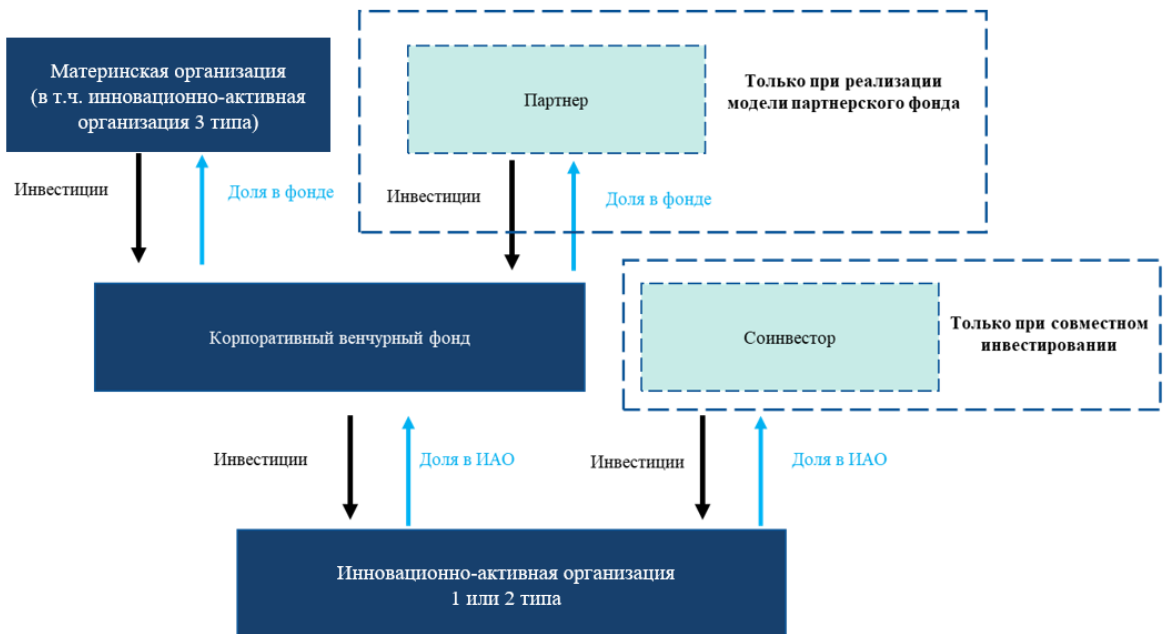 Материнская организация
(в т.ч. инновационно-активная
организация 3 типа)
Партнер
Только при реализации
модели партнерского фонда
Инвестиции
Доля в фонде
Инвестиции
Доля в фонде
Корпоративный венчурный фонд
Соинвестор
Только при совместном
инвестировании
Инвестиции
Доля в ИАО
Инвестиции
Доля в ИАО
Инновационно-активная организация
1 или 2 типа